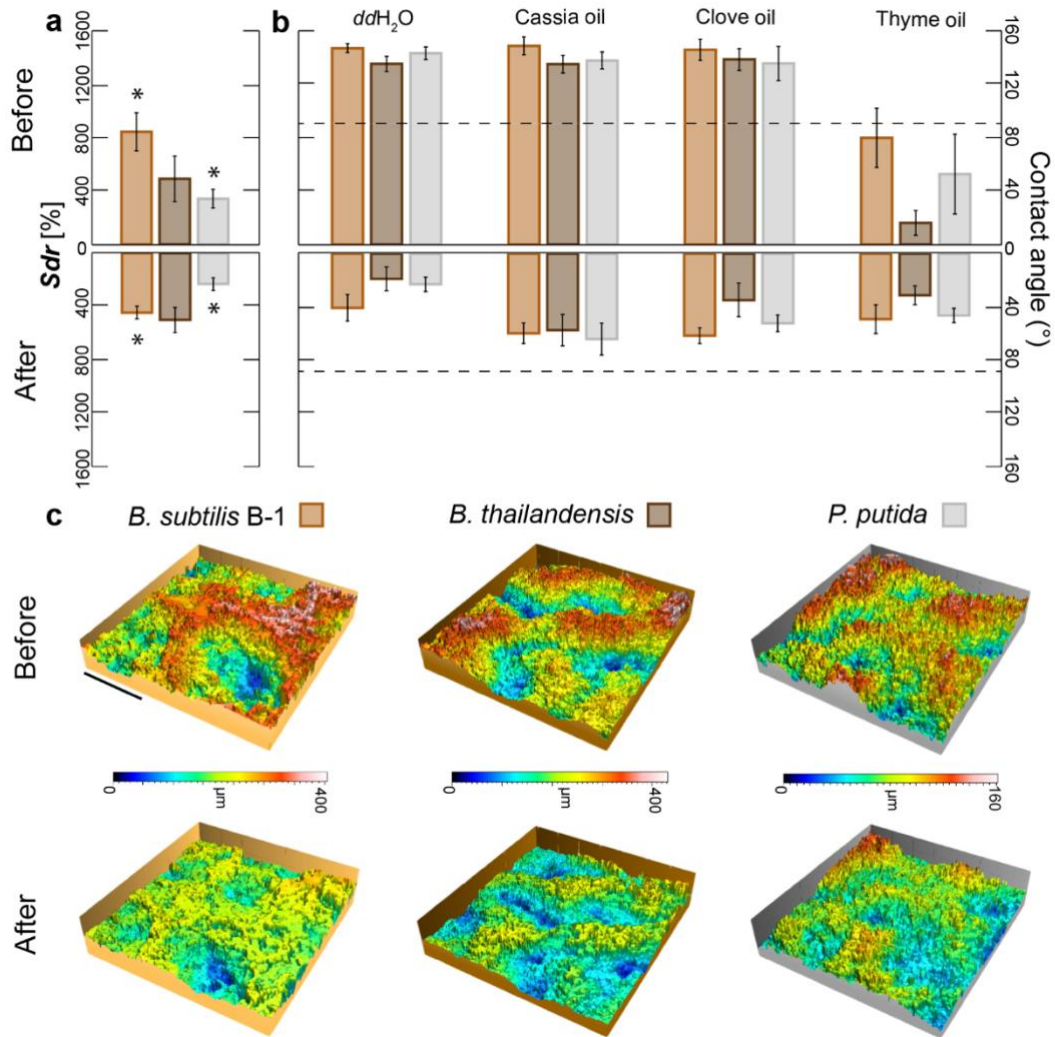 a
b
ddH₂O
Cassia oil
Clove oil
Thyme oil
Before
After
Sdr [%]
1600
1200
800
400
0
400
800
1200
1600
*
*
*
*
160
120
80
40
0
40
80
120
160
Contact angle (°)
c
B. subtilis B-1
B. thailandensis
P. putida
Before
0
µm
400
0
µm
400
0
µm
160
After